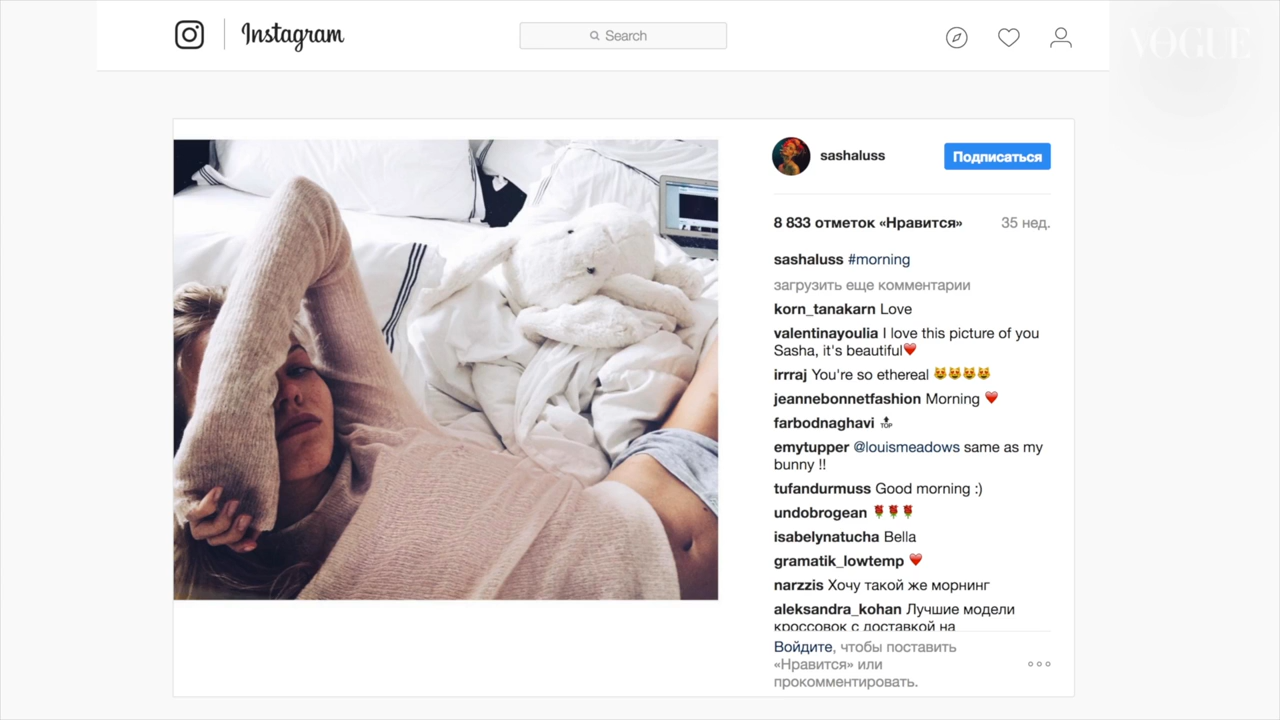 Instagram
Search
VOGUE
sashaluss
Подписаться
8 833 отметок «Нравится»
35 нед.
sashaluss #morning
загрузить еще комментарии
korn_tanakarn Love
valentinayoulia I love this picture of you
Sasha, it's beautiful❤️
irrraj You're so ethereal 😻😻😻😻
jeannebonnetfashion Morning ❤️
farbodnaghavi 🔝
emytupper @louismeadows same as my
bunny !!
tufandurmuss Good morning :)
undobrogean 🌹🌹🌹
isabelynatucha Bella
gramatik_lowtemp ❤️
narzzis Хочу такой же морнинг
aleksandra_kohan Лучшие модели
кроссовок с доставкой на
Войдите, чтобы поставить
«Нравится» или
прокомментировать.